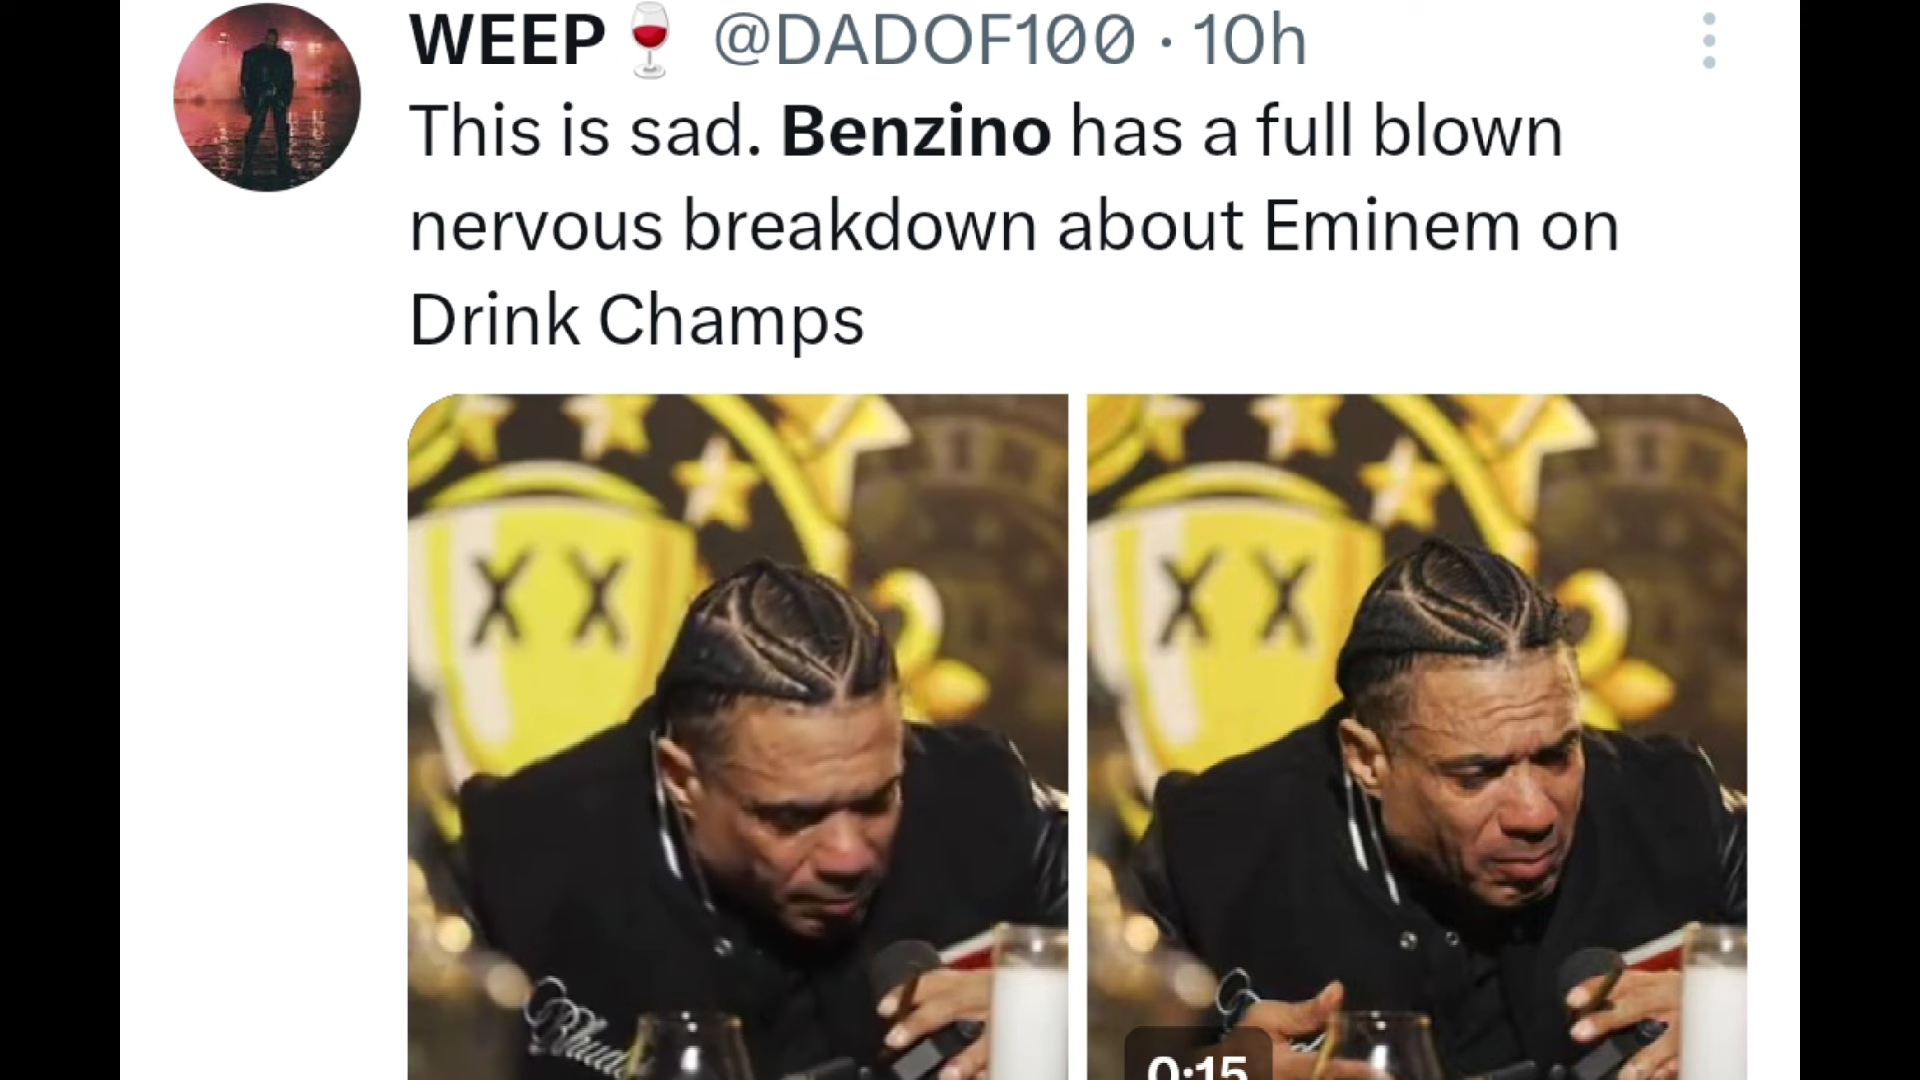 WEEP🍷 @DADOF100 · 10h
This is sad. Benzino has a full blown
nervous breakdown about Eminem on
Drink Champs
X X
X X
Rhude
0:15